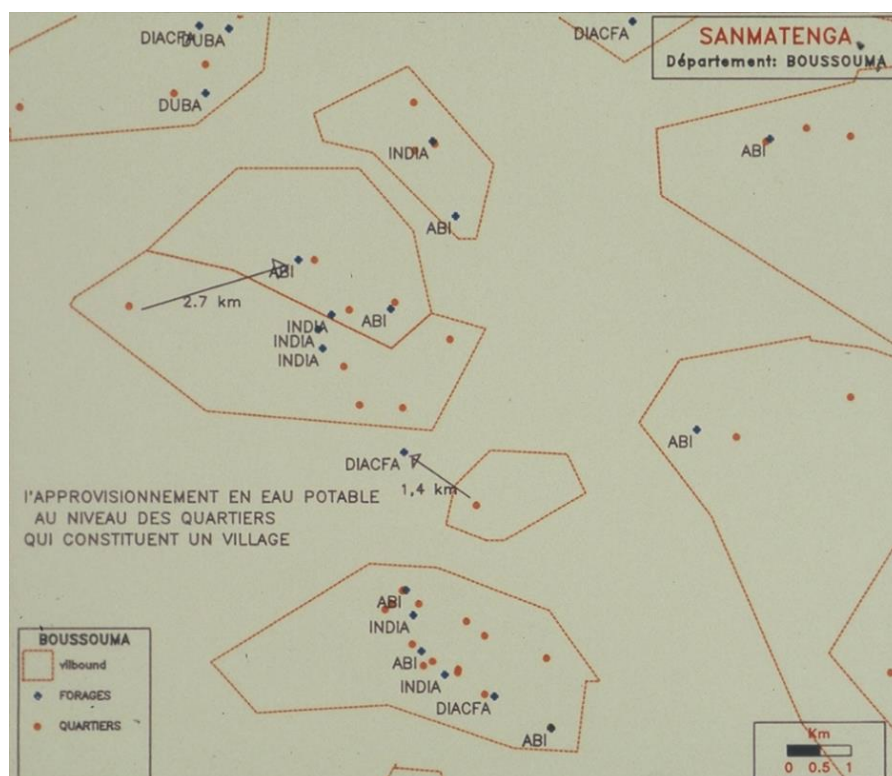 SANMATENGA
Département: BOUSSOUMA
DIACFA
DUBA
DIACFA
DUBA
INDIA
ABI
ABI
ABI
2.7 km
ABI
INDIA
INDIA
INDIA
ABI
DIACFA
1,4 km
l'APPROVISIONNEMENT EN EAU POTABLE
AU NIVEAU DES QUARTIERS
QUI CONSTITUENT UN VILLAGE
ABI
INDIA
ABI
INDIA
DIACFA
ABI
BOUSSOUMA
vilbound
FORAGES
QUARTIERS
Km
0 0.5 1